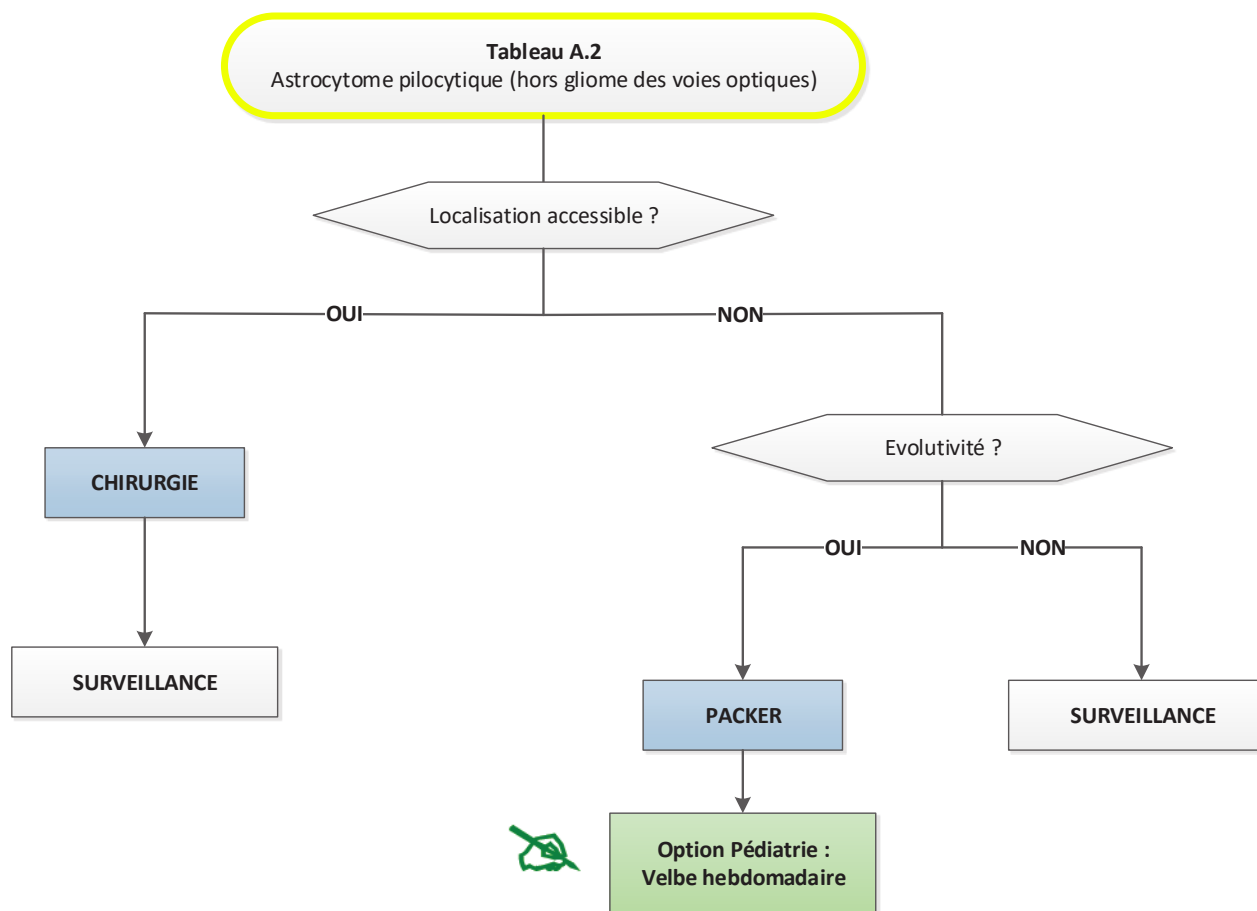 Tableau A.2
Astrocytome pilocytique (hors gliome des voies optiques)
Localisation accessible ?
OUI
NON
Evolutivité ?
CHIRURGIE
OUI
NON
SURVEILLANCE
PACKER
SURVEILLANCE
Option Pédiatrie :
Velbe hebdomadaire